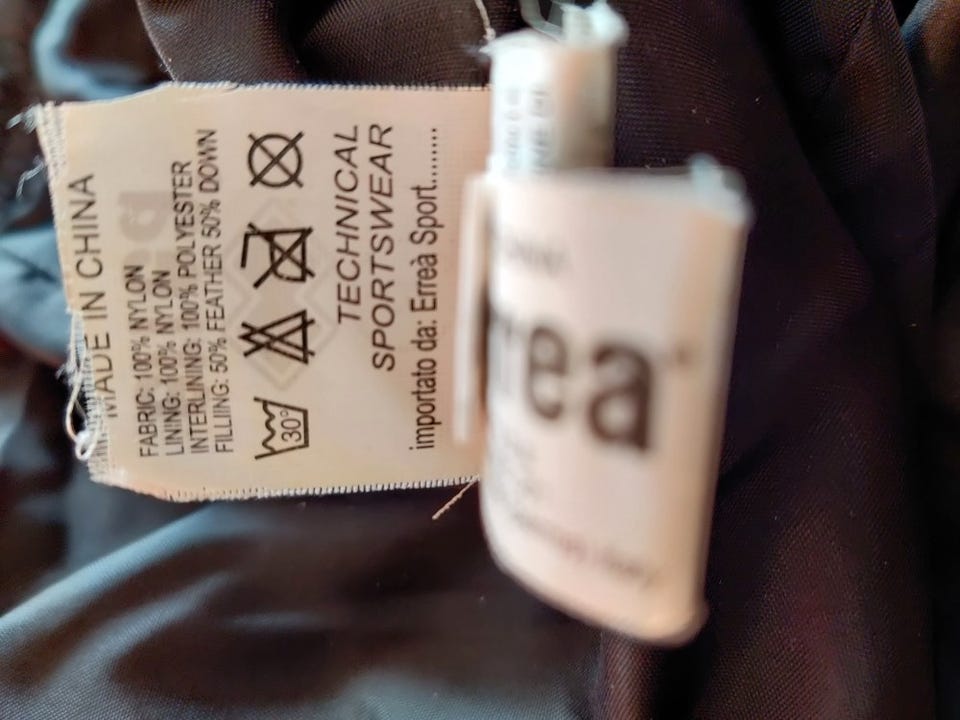 MADE IN CHINA
FABRIC: 100% NYLON
LINING: 100% NYLON
INTERLINING: 100% POLYESTER
FILLIING: 50% FEATHER 50% DOWN
30°
TECHNICAL
SPORTSWEAR
importato da: Erreà Sport........
rea